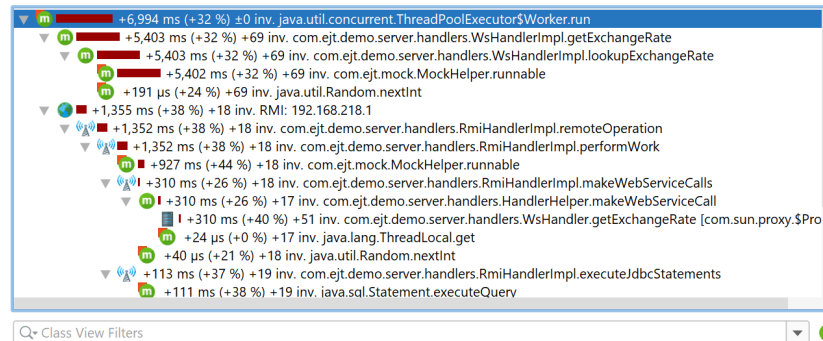 +6,994 ms (+32 %) ±0 inv. java.util.concurrent.ThreadPoolExecutor$Worker.run
+5,403 ms (+32 %) +69 inv. com.ejt.demo.server.handlers.WsHandlerImpl.getExchangeRate
+5,403 ms (+32 %) +69 inv. com.ejt.demo.server.handlers.WsHandlerImpl.lookupExchangeRate
+5,402 ms (+32 %) +69 inv. com.ejt.mock.MockHelper.runnable
+191 µs (+24 %) +69 inv. java.util.Random.nextInt
+1,355 ms (+38 %) +18 inv. RMI: 192.168.218.1
+1,352 ms (+38 %) +18 inv. com.ejt.demo.server.handlers.RmiHandlerImpl.remoteOperation
+1,352 ms (+38 %) +18 inv. com.ejt.demo.server.handlers.RmiHandlerImpl.performWork
+927 ms (+44 %) +18 inv. com.ejt.mock.MockHelper.runnable
+310 ms (+26 %) +18 inv. com.ejt.demo.server.handlers.RmiHandlerImpl.makeWebServiceCalls
+310 ms (+26 %) +17 inv. com.ejt.demo.server.handlers.HandlerHelper.makeWebServiceCall
+310 ms (+40 %) +51 inv. com.ejt.demo.server.handlers.WsHandler.getExchangeRate [com.sun.proxy.$Pro
+24 µs (+0 %) +17 inv. java.lang.ThreadLocal.get
+40 µs (+21 %) +18 inv. java.util.Random.nextInt
+113 ms (+37 %) +19 inv. com.ejt.demo.server.handlers.RmiHandlerImpl.executeJdbcStatements
+111 ms (+38 %) +19 inv. java.sql.Statement.executeQuery
Class View Filters